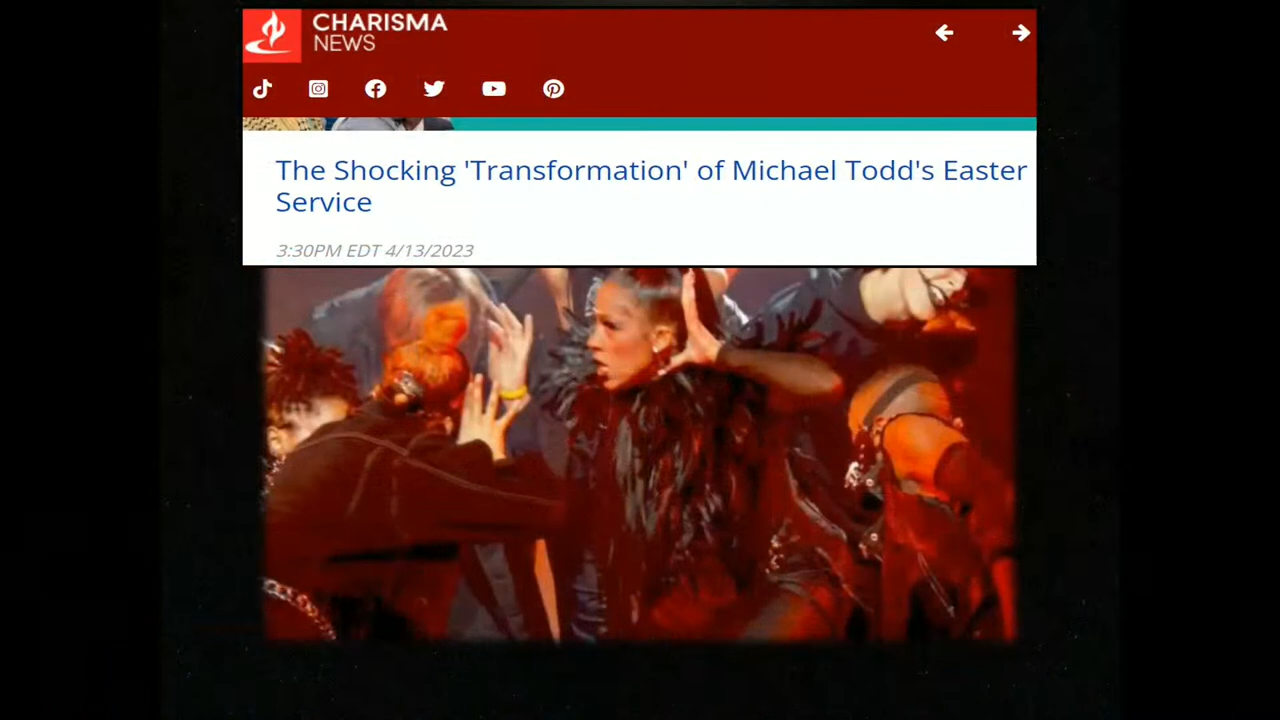 CHARISMA
NEWS
The Shocking 'Transformation' of Michael Todd's Easter
Service
3:30PM EDT 4/13/2023